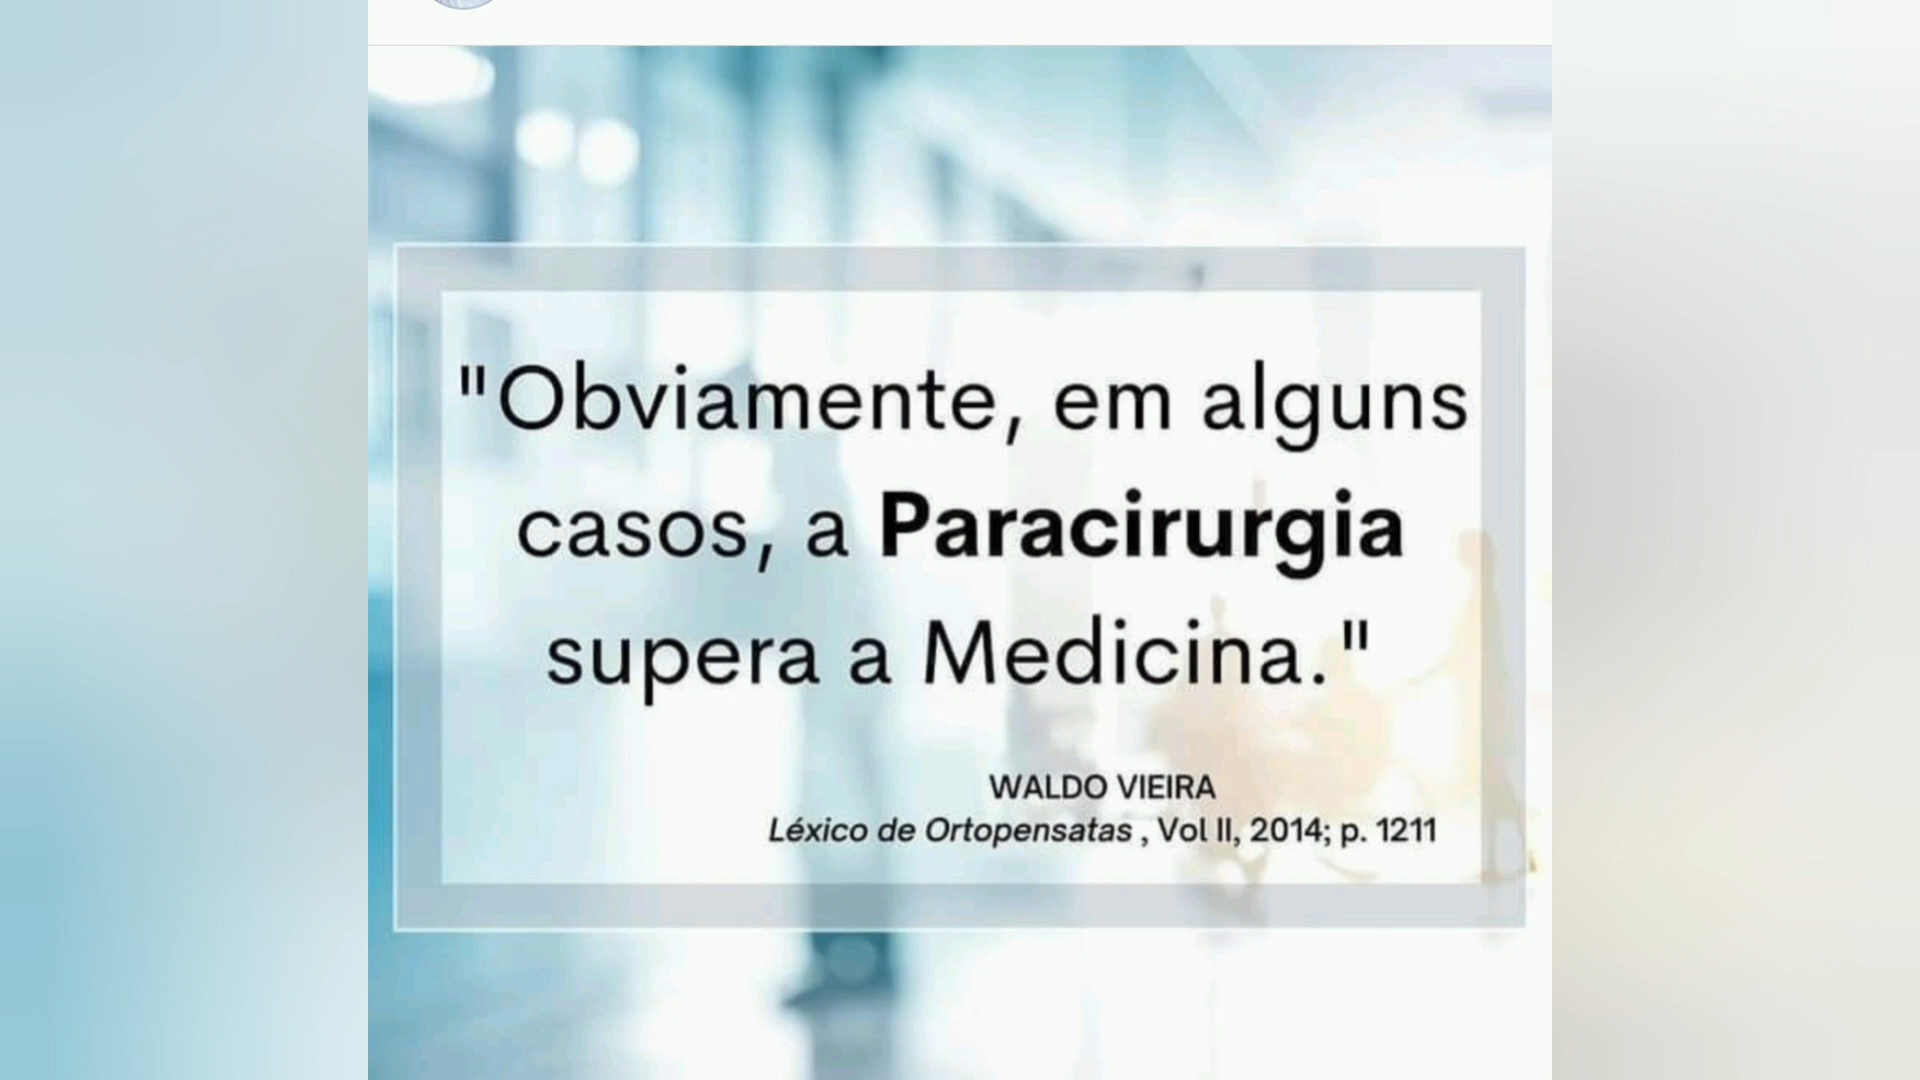 "Obviamente, em alguns
casos, a Paracirurgia
supera a Medicina."
WALDO VIEIRA
Léxico de Ortopensatas , Vol II, 2014; p. 1211